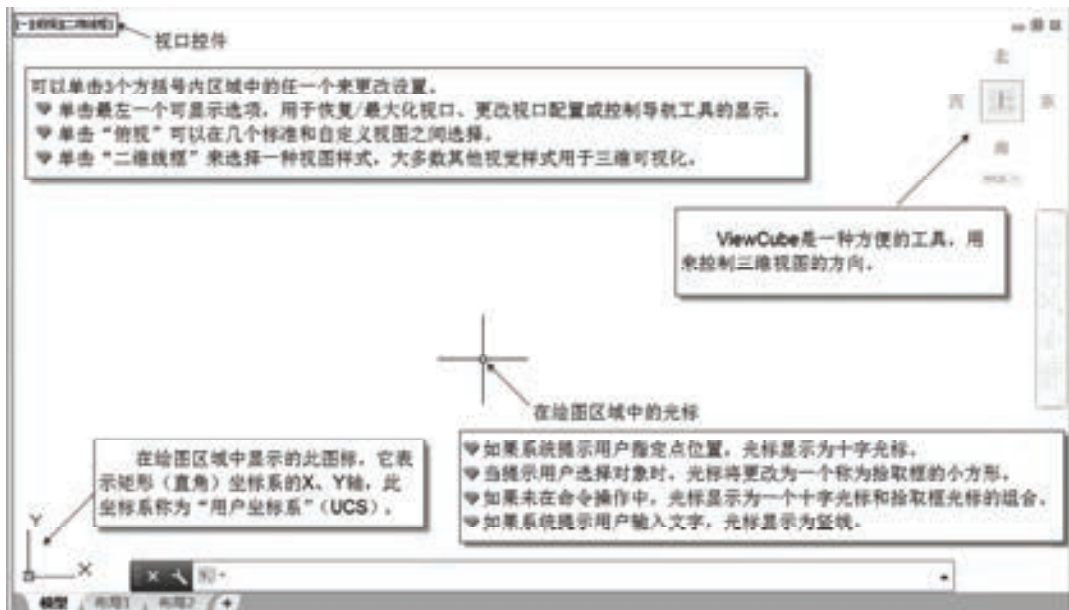 [-][俯视][二维线框]
视口控件
北
可以单击3个方括号内区域中的任一个来更改设置。
单击最左一个可显示选项,用于恢复/最大化视口、更改视口配置或控制导航工具的显示。
单击“俯视”可以在几个标准和自定义视图之间选择。
单击“二维线框”来选择一种视图样式,大多数其他视觉样式用于三维可视化。
西
上
东
南
ViewCube是一种方便的工具,用
来控制三维视图的方向。
在绘图区域中的光标
如果系统提示用户指定点位置,光标显示为十字光标。
当提示用户选择对象时,光标将更改为一个称为拾取框的小方形。
如果未在命令操作中,光标显示为一个十字光标和拾取框光标的组合。
如果系统提示用户输入文字,光标显示为竖线。
在绘图区域中显示的此图标,它表
示矩形(直角)坐标系的X、Y轴,此
坐标系称为“用户坐标系”(UCS)。
Y
X
模型 布局1 布局2 +